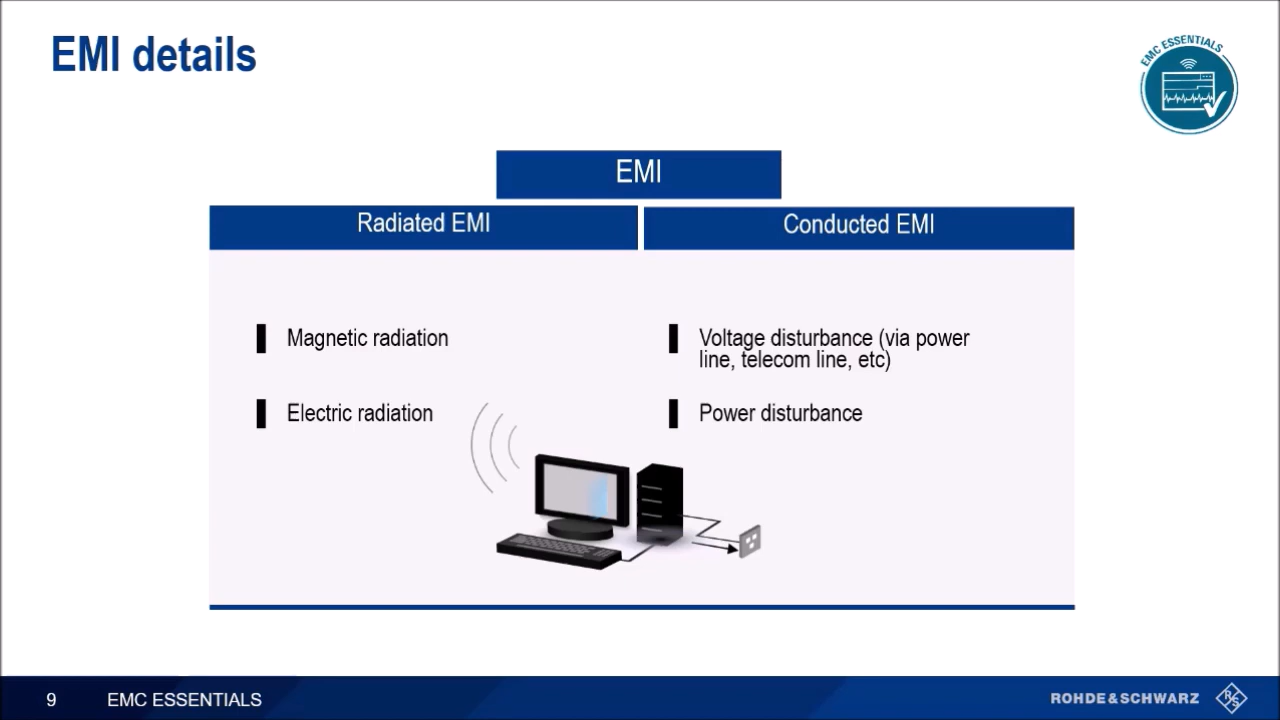 EMI details
EMC ESSENTIALS
EMI
Radiated EMI
Conducted EMI
Magnetic radiation
Electric radiation
Voltage disturbance (via power
line, telecom line, etc)
Power disturbance
9
EMC ESSENTIALS
ROHDE&SCHWARZ
R&S